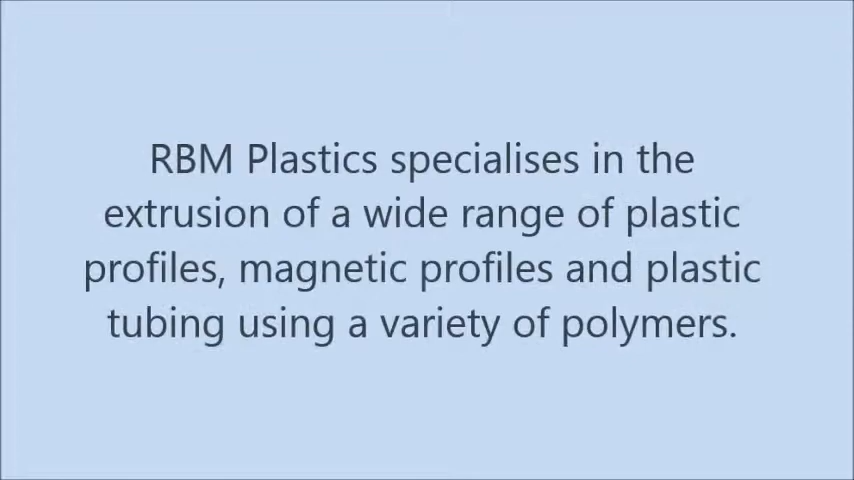 RBM Plastics specialises in the
extrusion of a wide range of plastic
profiles, magnetic profiles and plastic
tubing using a variety of polymers.